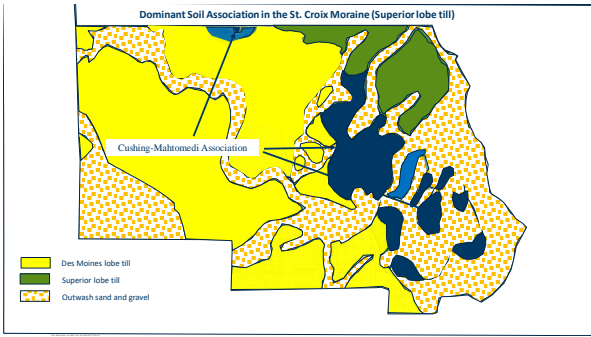 Dominant Soil Association in the St. Croix Moraine (Superior lobe till)
Cushing-Mahtomedi Association
Des Moines lobe till
Superior lobe till
Outwash sand and gravel